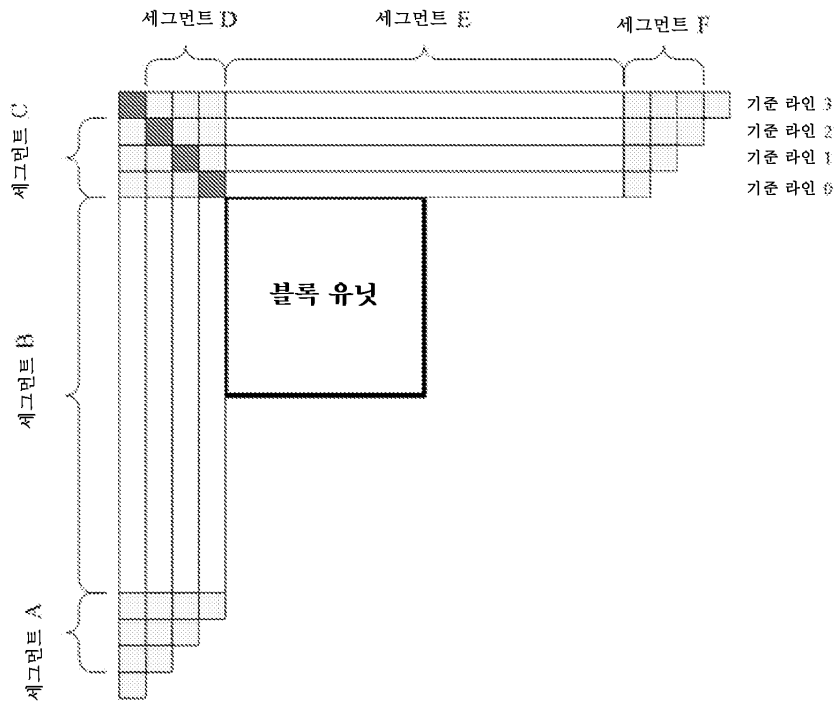 세그먼트 D
세그먼트 E
세그먼트 F
세그먼트 C
기준 라인 3
기준 라인 2
기준 라인 1
기준 라인 0
블록 유닛
세그먼트 B
세그먼트 A